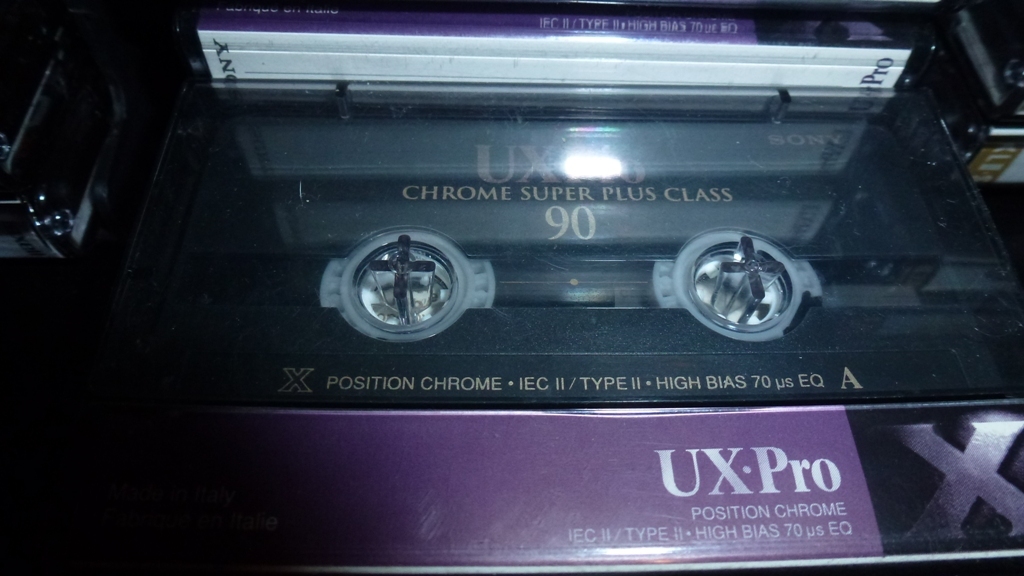 Fabriqué en Italie
IEC II / TYPE II • HIGH BIAS 70 µs EQ
SONY
Pro
SONY
UX·Pro
CHROME SUPER PLUS CLASS
90
X POSITION CHROME • IEC II / TYPE II • HIGH BIAS 70 µs EQ A
UX·Pro
POSITION CHROME
IEC II / TYPE II • HIGH BIAS 70 µs EQ
Made in Italy
Fabriqué en Italie
X